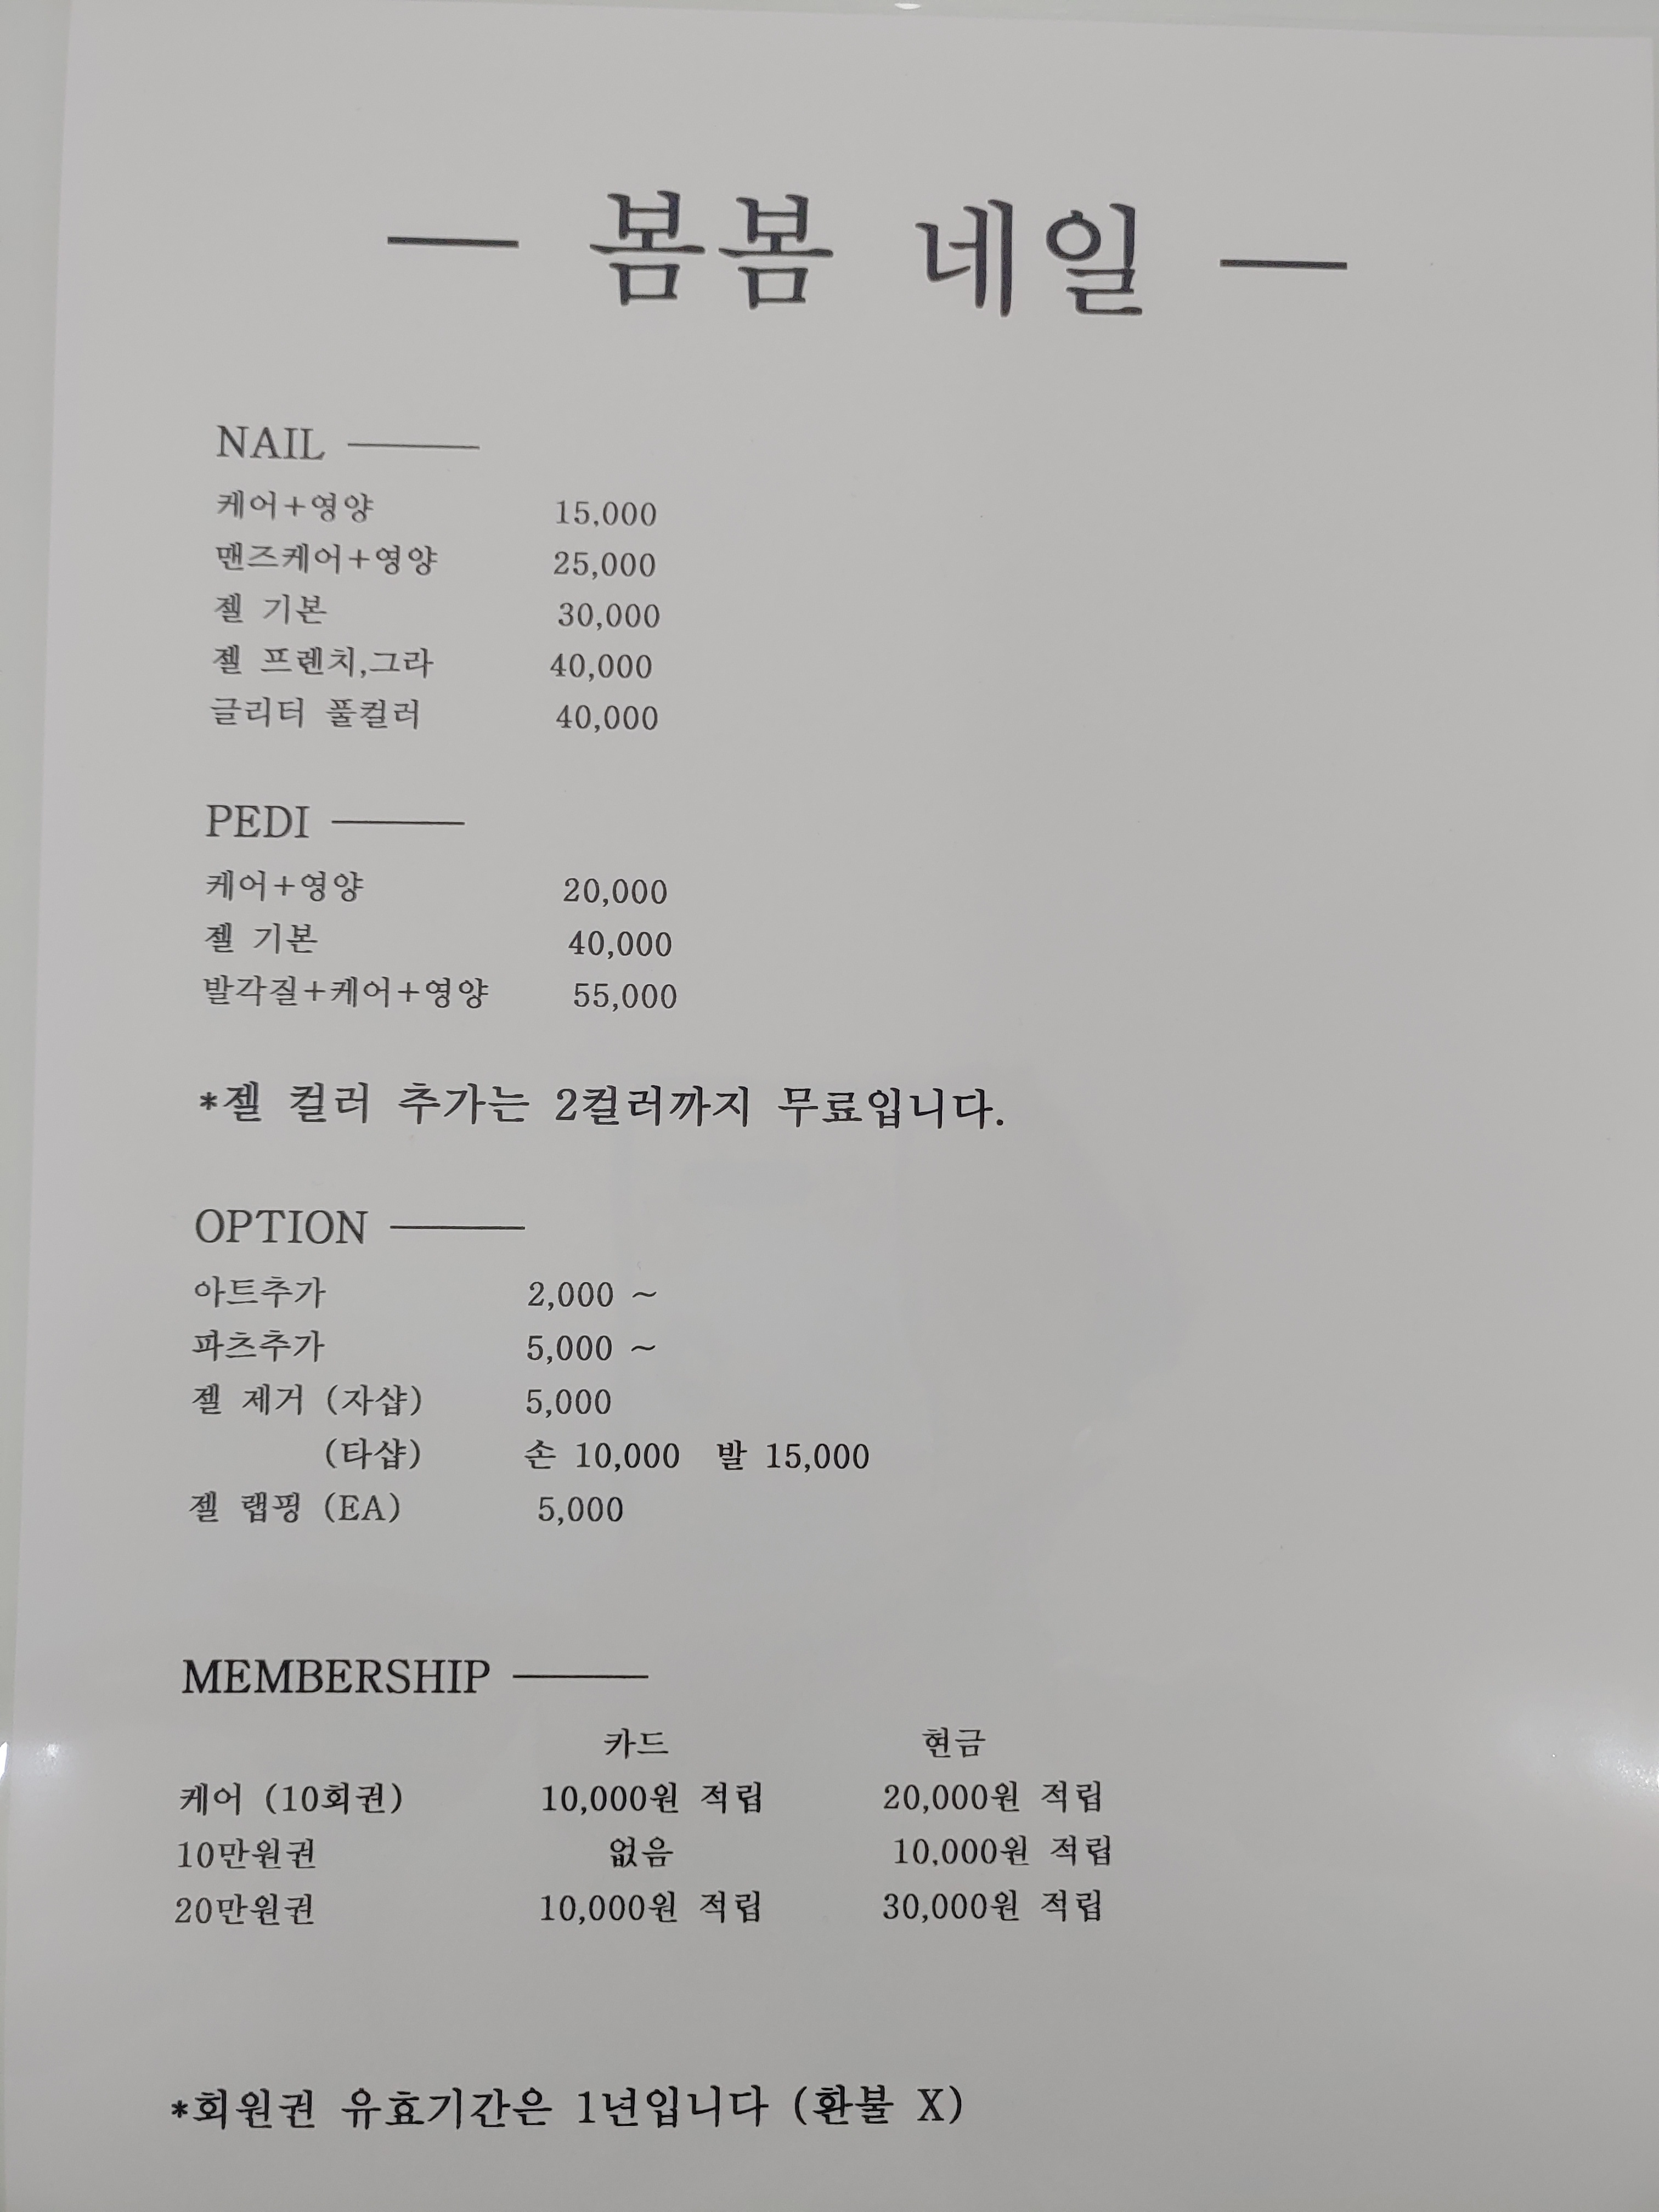 — 봄봄 네일 —
NAIL ———
케어+영양 15,000
맨즈케어+영양 25,000
젤 기본 30,000
젤 프렌치,그라 40,000
글리터 풀컬러 40,000
PEDI ———
케어+영양 20,000
젤 기본 40,000
발각질+케어+영양 55,000
*젤 컬러 추가는 2컬러까지 무료입니다.
OPTION ———
아트추가 2,000 ~
파츠추가 5,000 ~
젤 제거 (자샵) 5,000
(타샵) 손 10,000 발 15,000
젤 랩핑 (EA) 5,000
MEMBERSHIP ———
카드 현금
케어 (10회권) 10,000원 적립 20,000원 적립
10만원권 없음 10,000원 적립
20만원권 10,000원 적립 30,000원 적립
*회원권 유효기간은 1년입니다 (환불 X)